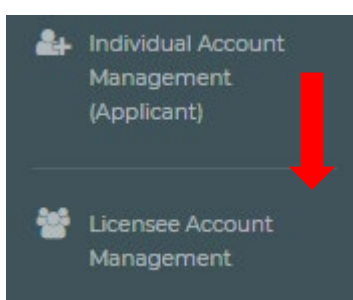 Individual Account
Management
(Applicant)
Licensee Account
Management